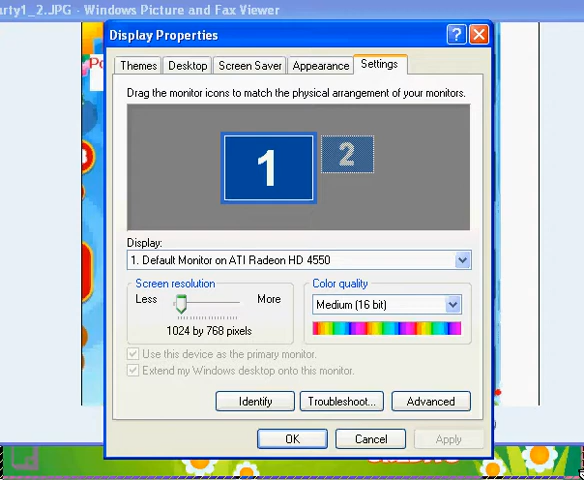 arty1_2.JPG - Windows Picture and Fax Viewer
Display Properties
Themes Desktop Screen Saver Appearance Settings
Drag the monitor icons to match the physical arrangement of your monitors.
1 2
Display:
1. Default Monitor on ATI Radeon HD 4550
Screen resolution
Less More
1024 by 768 pixels
Color quality
Medium (16 bit)
Use this device as the primary monitor.
Extend my Windows desktop onto this monitor.
Identify Troubleshoot... Advanced
OK Cancel Apply